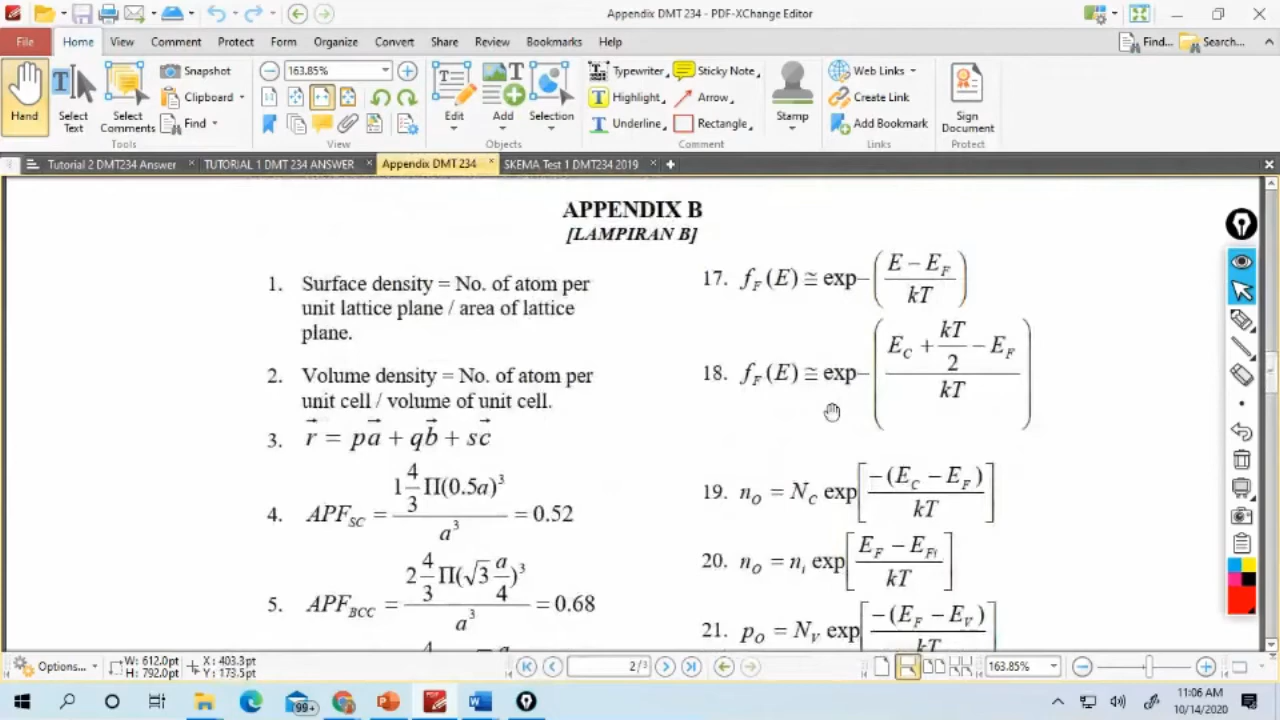 Appendix DMT 234 - PDF-XChange Editor
File Home View Comment Protect Form Organize Convert Share Review Bookmarks Help Find... Search...
Hand
Select Text
Select Comments
Snapshot
Clipboard
Find
Tools
163.85%
View
Edit
Add
Selection
Objects
Typewriter
Highlight
Underline
Sticky Note
Arrow
Rectangle
Stamp
Comment
Web Links
Create Link
Add Bookmark
Links
Sign Document
Protect
Tutorial 2 DMT234 Answer TUTORIAL 1 DMT 234 ANSWER Appendix DMT 234 SKEMA Test 1 DMT234 2019
APPENDIX B
[LAMPIRAN B]
1. Surface density = No. of atom per
unit lattice plane / area of lattice
plane.
2. Volume density = No. of atom per
unit cell / volume of unit cell.
3. r⃗ = pa⃗ + qb⃗ + sc⃗
4. APF_SC = 1 4/3 Π(0.5a)³ / a³ = 0.52
5. APF_BCC = 2 4/3 Π(√3 a/4)³ / a³ = 0.68
17. f_F(E) ≅ exp−((E − E_F) / kT)
18. f_F(E) ≅ exp−((E_C + kT/2 − E_F) / kT)
19. n_O = N_C exp[−(E_C − E_F) / kT]
20. n_O = n_i exp[(E_F − E_Fi) / kT]
21. p_O = N_V exp[−(E_F − E_V) / kT]
Options... W: 612.0pt H: 792.0pt X: 403.3pt Y: 173.5pt 2/3 163.85%
99+
11:06 AM
10/14/2020